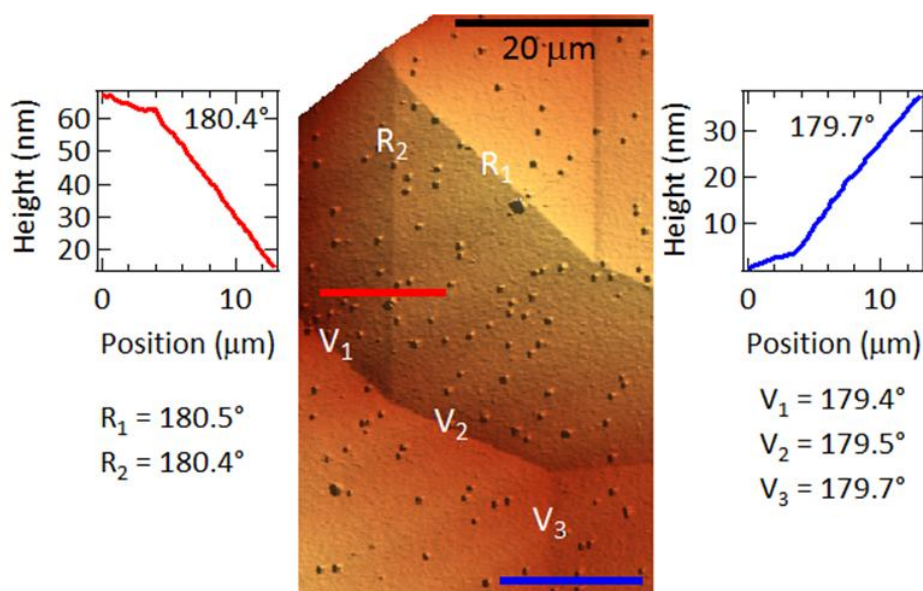 20 μm
Height (nm)
60
50
40
30
20
180.4°
0
10
Position (μm)
R1 = 180.5°
R2 = 180.4°
R2
R1
V1
V2
V3
Height (nm)
30
20
10
179.7°
0
10
Position (μm)
V1 = 179.4°
V2 = 179.5°
V3 = 179.7°